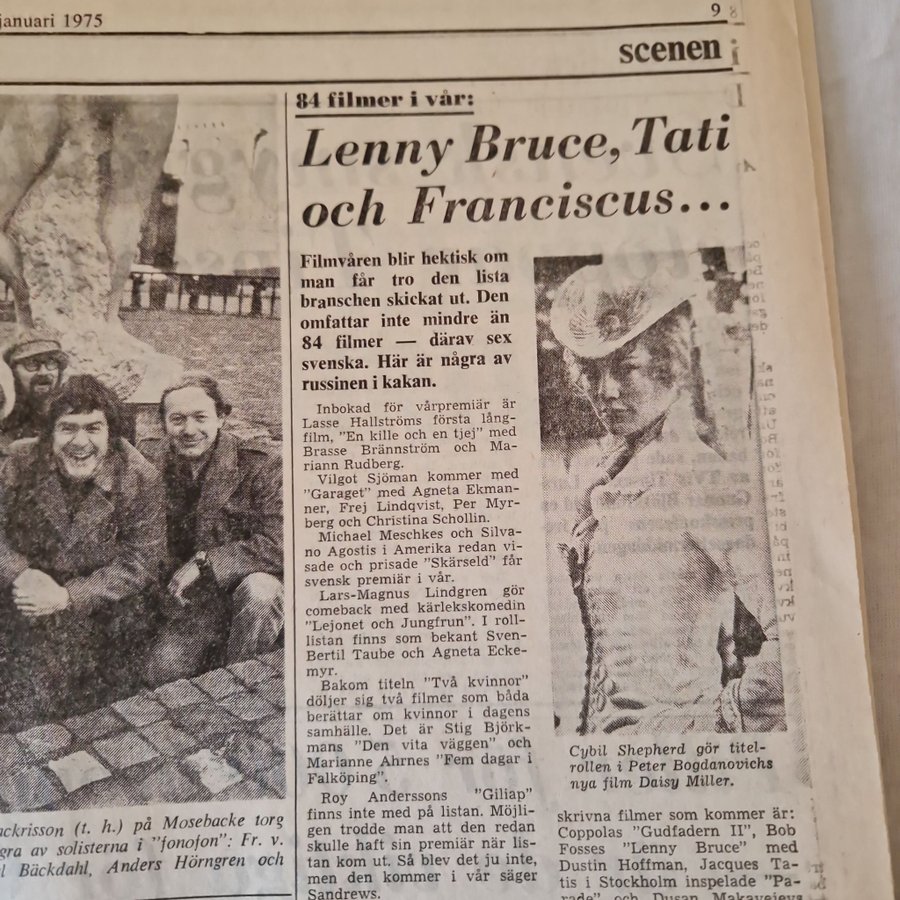 januari 1975
9
scenen
84 filmer i vår:
Lenny Bruce, Tati
och Franciscus...
Filmvåren blir hektisk om
man får tro den lista
branschen skickat ut. Den
omfattar inte mindre än
84 filmer — därav sex
svenska. Här är några av
russinen i kakan.
Inbokad för vårpremiär är
Lasse Hallströms första lång-
film, "En kille och en tjej" med
Brasse Brännström och Ma-
riann Rudberg.
Vilgot Sjöman kommer med
"Garaget" med Agneta Ekman-
ner, Frej Lindqvist, Per Myr-
berg och Christina Schollin.
Michael Meschkes och Silva-
no Agostis i Amerika redan vi-
sade och prisade "Skärseld" får
svensk premiär i vår.
Lars-Magnus Lindgren gör
comeback med kärlekskomedin
"Lejonet och Jungfrun". I roll-
listan finns som bekant Sven-
Bertil Taube och Agneta Ecke-
myr.
Bakom titeln "Två kvinnor"
döljer sig två filmer som båda
berättar om kvinnor i dagens
samhälle. Det är Stig Björk-
mans "Den vita väggen" och
Marianne Ahrnes "Fem dagar i
Falköping".
Roy Anderssons "Giliap"
finns inte med på listan. Möjli-
gen trodde man att den redan
skulle haft sin premiär när lis-
tan kom ut. Så blev det ju inte,
men den kommer i vår säger
Sandrews.
Cybil Shepherd gör titel-
rollen i Peter Bogdanovichs
nya film Daisy Miller.
skrivna filmer som kommer är:
Coppolas "Gudfadern II", Bob
Fosses "Lenny Bruce" med
Dustin Hoffman, Jacques Ta-
tis i Stockholm inspelade "Pa-
rade" och Dusan Makavejevs
ackrisson (t. h.) på Mosebacke torg
gra av solisterna i "fonofon": Fr. v.
l Bäckdahl, Anders Hörngren och